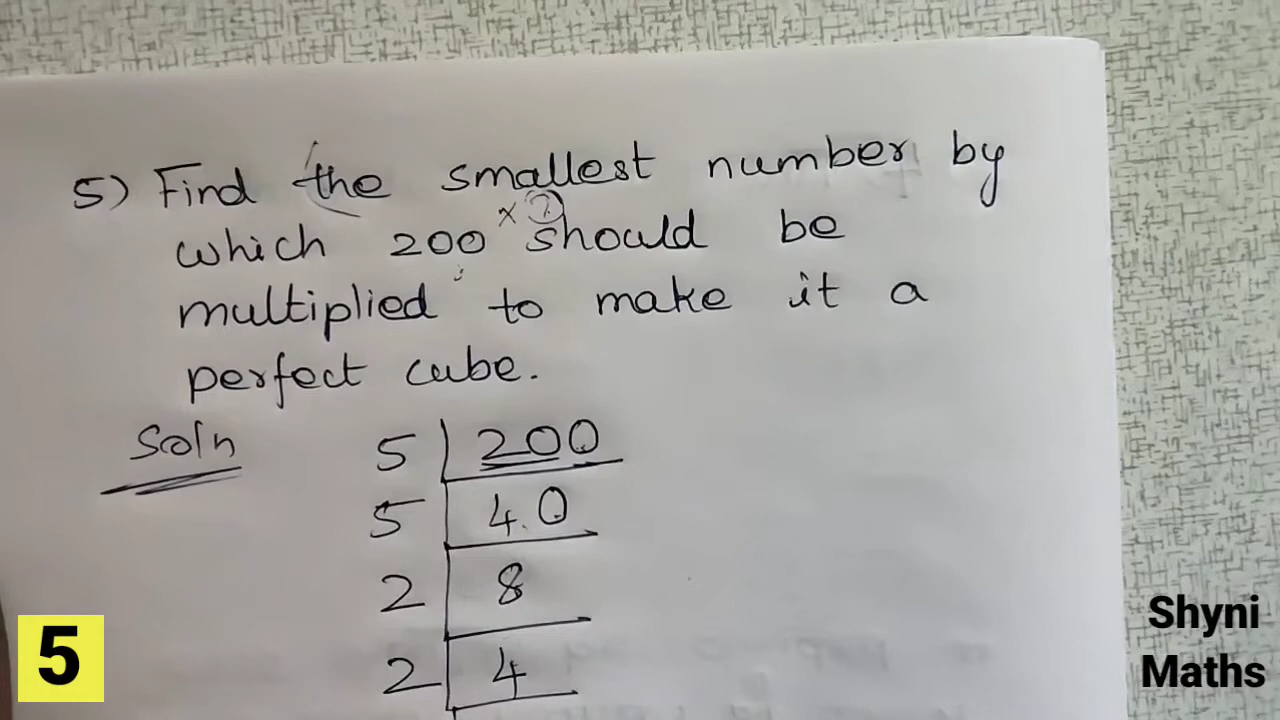 5) Find the smallest number by
which 200 × ? should be
multiplied to make it a
perfect cube.
Soln
5 | 200
5 | 40
2 | 8
2 | 4
5
Shyni
Maths